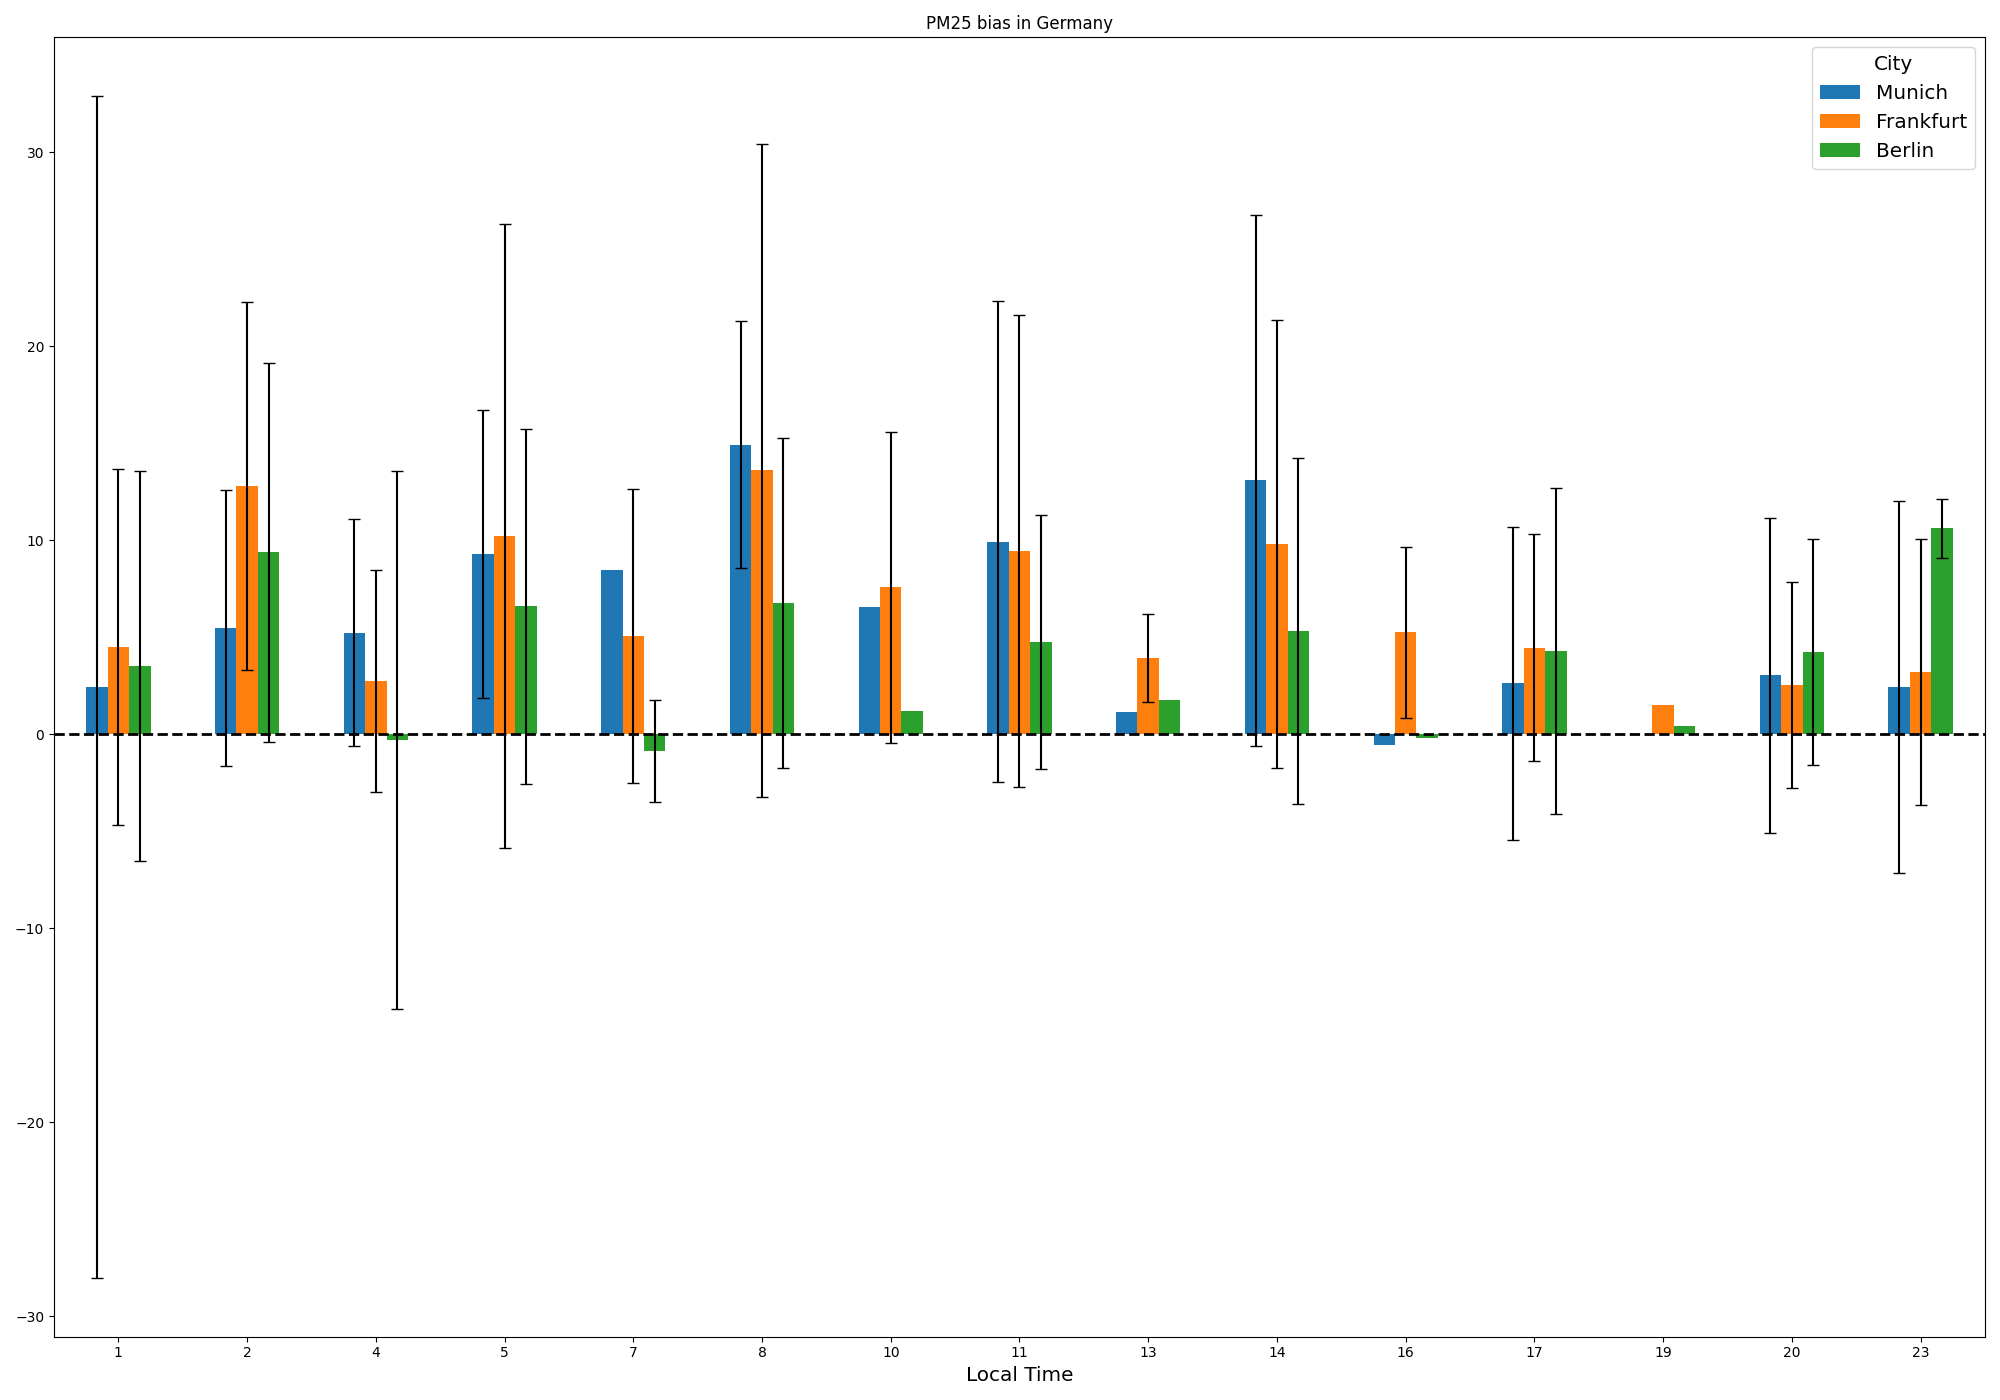 PM25 bias in Germany
City
Munich
Frankfurt
Berlin
30
20
10
0
−10
−20
−30
1 2 4 5 7 8 10 11 13 14 16 17 19 20 23
Local Time